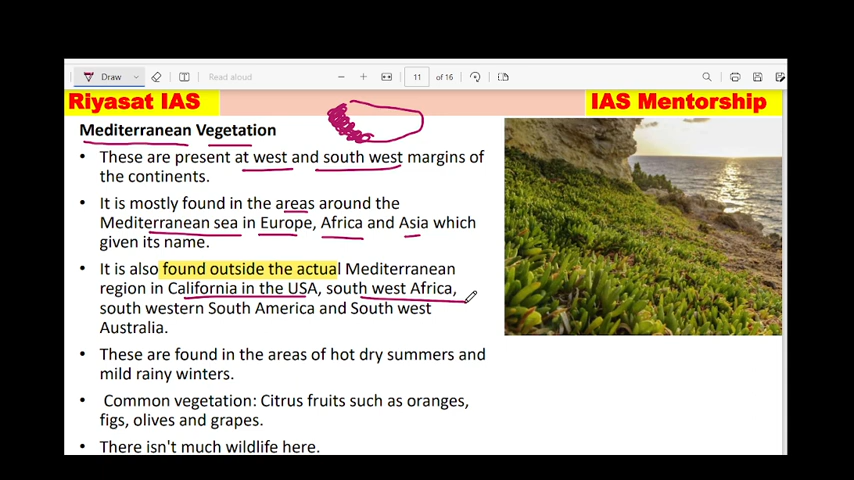 Draw
Read aloud
11
of 16
Riyasat IAS
IAS Mentorship
Mediterranean Vegetation
• These are present at west and south west margins of
the continents.
• It is mostly found in the areas around the
Mediterranean sea in Europe, Africa and Asia which
given its name.
• It is also found outside the actual Mediterranean
region in California in the USA, south west Africa,
south western South America and South west
Australia.
• These are found in the areas of hot dry summers and
mild rainy winters.
• Common vegetation: Citrus fruits such as oranges,
figs, olives and grapes.
• There isn't much wildlife here.